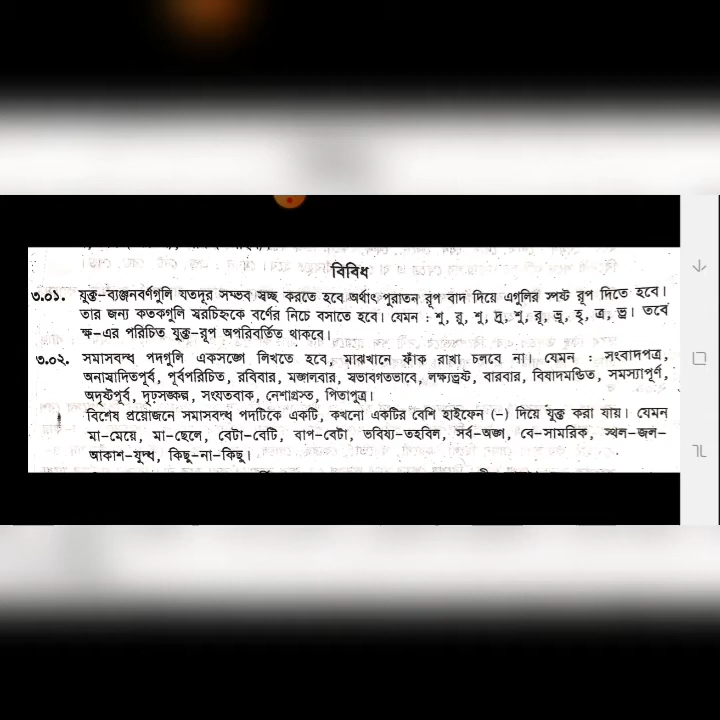 বিবিধ
৩.০১. যুক্ত-ব্যঞ্জনবর্ণগুলি যতদূর সম্ভব স্বচ্ছ করতে হবে অর্থাৎ পুরাতন রূপ বাদ দিয়ে এগুলির স্পষ্ট রূপ দিতে হবে।
তার জন্য কতকগুলি স্বরচিহ্নকে বর্ণের নিচে বসাতে হবে। যেমন : শু, রু, শু, দ্রু, শু, রূ, ভ্রূ, হৃ, ত্র, ভ্র। তবে
ক্ষ-এর পরিচিত যুক্ত-রূপ অপরিবর্তিত থাকবে।
৩.০২. সমাসবদ্ধ পদগুলি একসঙ্গে লিখতে হবে, মাঝখানে ফাঁক রাখা চলবে না। যেমন : সংবাদপত্র,
অনাস্বাদিতপূর্ব, পূর্বপরিচিত, রবিবার, মঙ্গলবার, স্বভাবগতভাবে, লক্ষ্যভ্রষ্ট, বারবার, বিষাদমণ্ডিত, সমস্যাপূর্ণ,
অদৃষ্টপূর্ব, দৃঢ়সঙ্কল্প, সংযতবাক, নেশাগ্রস্ত, পিতাপুত্র।
বিশেষ প্রয়োজনে সমাসবদ্ধ পদটিকে একটি, কখনো একটির বেশি হাইফেন (-) দিয়ে যুক্ত করা যায়। যেমন
মা-মেয়ে, মা-ছেলে, বেটা-বেটি, বাপ-বেটা, ভবিষ্য-তহবিল, সর্ব-অঙ্গ, বে-সামরিক, স্থল-জল-
আকাশ-যুদ্ধ, কিছু-না-কিছু।